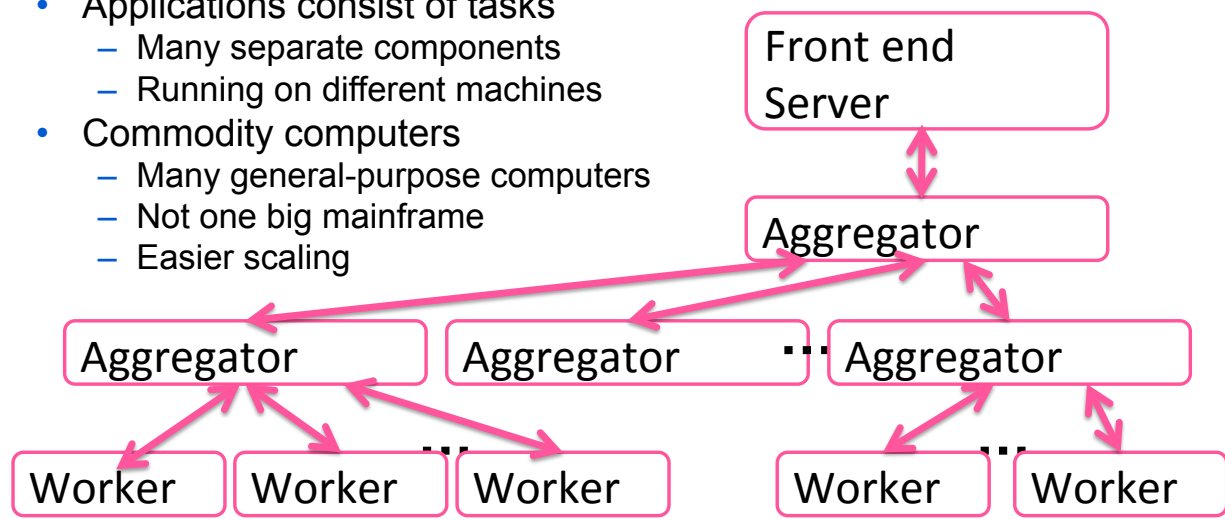 • Applications consist of tasks
– Many separate components
– Running on different machines
• Commodity computers
– Many general-purpose computers
– Not one big mainframe
– Easier scaling
Front end
Server
Aggregator
Aggregator
Aggregator
...
Aggregator
Worker
Worker
...
Worker
Worker
...
Worker